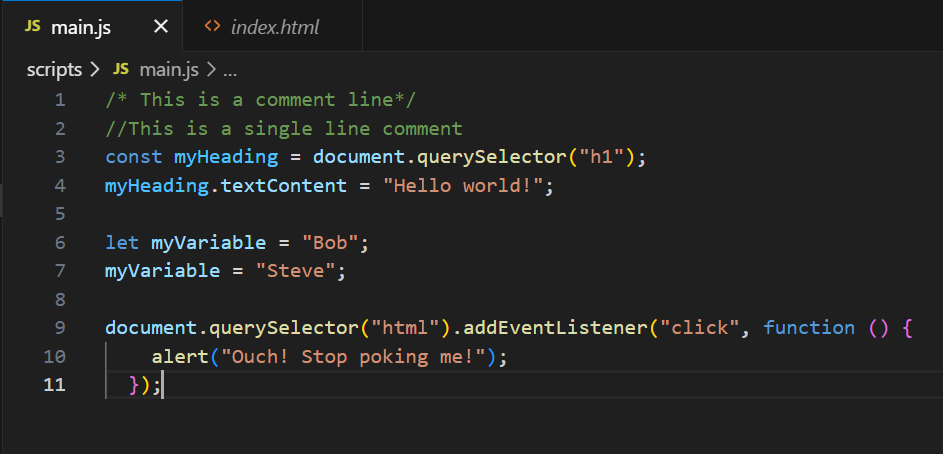 JS main.js × <> index.html
scripts > JS main.js > ...
1 /* This is a comment line*/
2 //This is a single line comment
3 const myHeading = document.querySelector("h1");
4 myHeading.textContent = "Hello world!";
5
6 let myVariable = "Bob";
7 myVariable = "Steve";
8
9 document.querySelector("html").addEventListener("click", function () {
10     alert("Ouch! Stop poking me!");
11   });